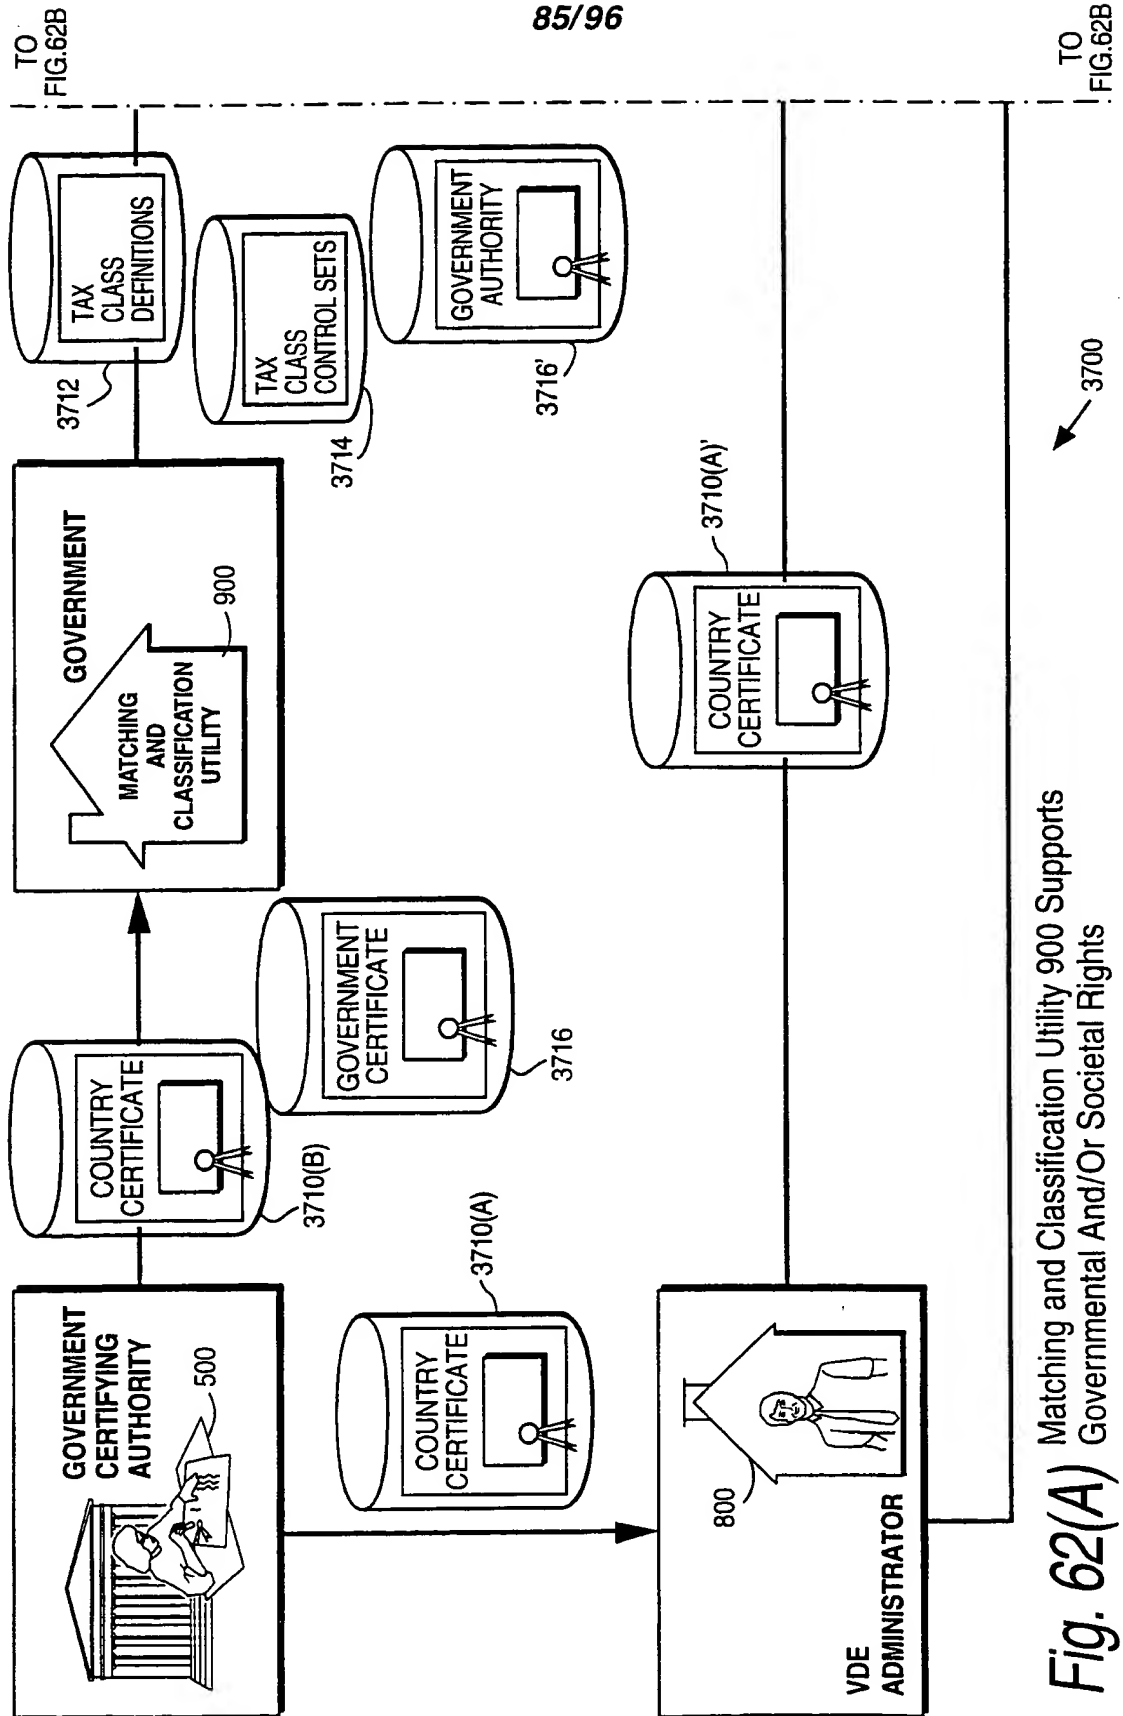 85/96
GOVERNMENT
CERTIFYING
AUTHORITY
500
COUNTRY
CERTIFICATE
3710(B)
GOVERNMENT
CERTIFICATE
3716
GOVERNMENT
MATCHING
AND
CLASSIFICATION
UTILITY
900
TAX
CLASS
DEFINITIONS
3712
TAX
CLASS
CONTROL SETS
3714
GOVERNMENT
AUTHORITY
3716'
TO
FIG.62B
COUNTRY
CERTIFICATE
3710(A)
VDE
ADMINISTRATOR
800
COUNTRY
CERTIFICATE
3710(A)'
3700
TO
FIG.62B
Fig. 62(A) Matching and Classification Utility 900 Supports
Governmental And/Or Societal Rights